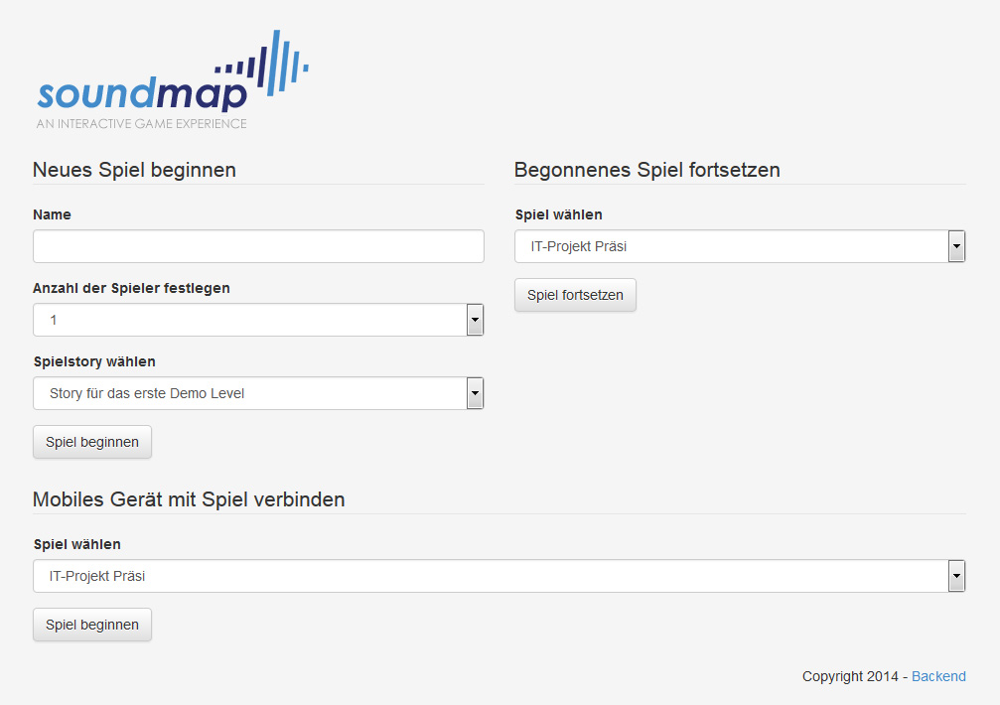 soundmap
AN INTERACTIVE GAME EXPERIENCE
Neues Spiel beginnen
Name
Anzahl der Spieler festlegen
1
Spielstory wählen
Story für das erste Demo Level
Spiel beginnen
Begonnenes Spiel fortsetzen
Spiel wählen
IT-Projekt Präsi
Spiel fortsetzen
Mobiles Gerät mit Spiel verbinden
Spiel wählen
IT-Projekt Präsi
Spiel beginnen
Copyright 2014 - Backend